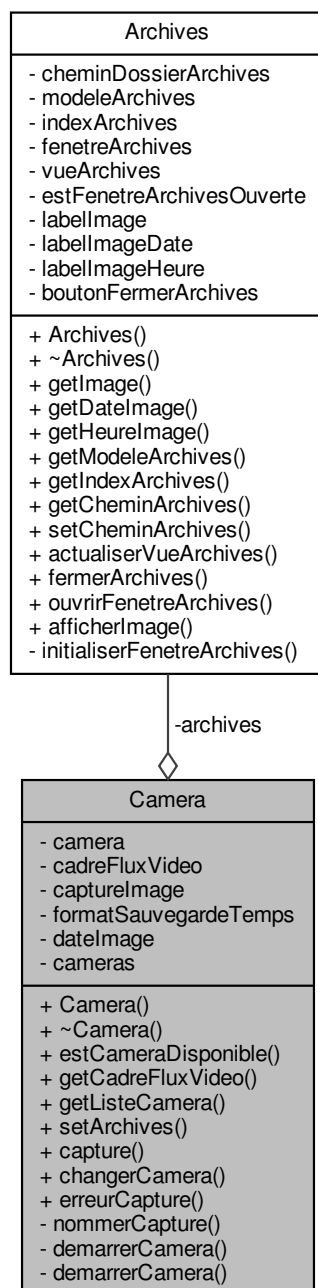 Archives
- cheminDossierArchives
- modeleArchives
- indexArchives
- fenetreArchives
- vueArchives
- estFenetreArchivesOuverte
- labelImage
- labelImageDate
- labelImageHeure
- boutonFermerArchives
+ Archives()
+ ~Archives()
+ getImage()
+ getDateImage()
+ getHeureImage()
+ getModeleArchives()
+ getIndexArchives()
+ getCheminArchives()
+ setCheminArchives()
+ actualiserVueArchives()
+ fermerArchives()
+ ouvrirFenetreArchives()
+ afficherImage()
- initialiserFenetreArchives()
-archives
Camera
- camera
- cadreFluxVideo
- captureImage
- formatSauvegardeTemps
- dateImage
- cameras
+ Camera()
+ ~Camera()
+ estCameraDisponible()
+ getCadreFluxVideo()
+ getListeCamera()
+ setArchives()
+ capture()
+ changerCamera()
+ erreurCapture()
- nommerCapture()
- demarrerCamera()
- demarrerCamera()